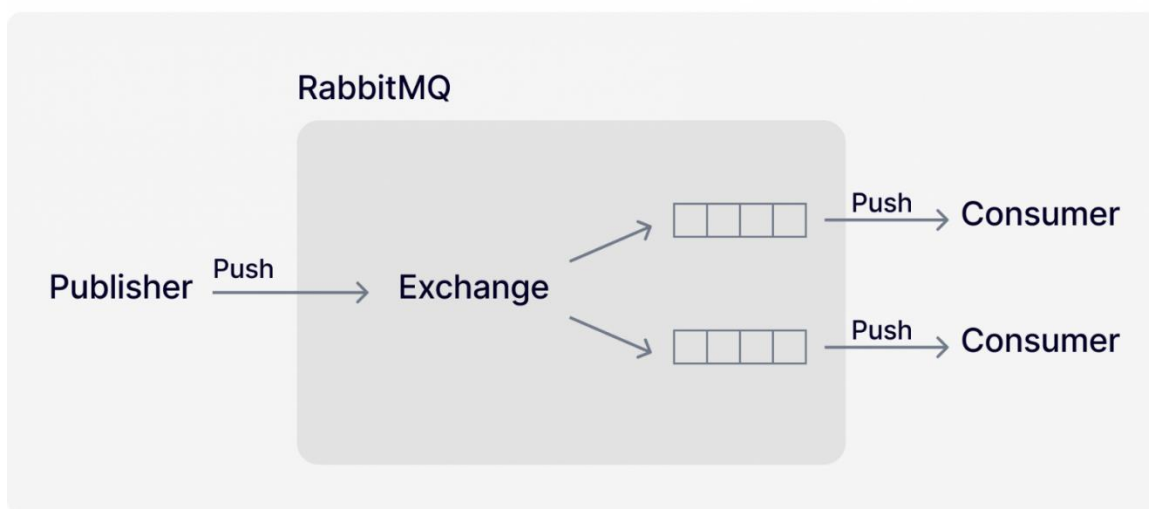 RabbitMQ
Push
Consumer
Push
Publisher
Exchange
Push
Consumer